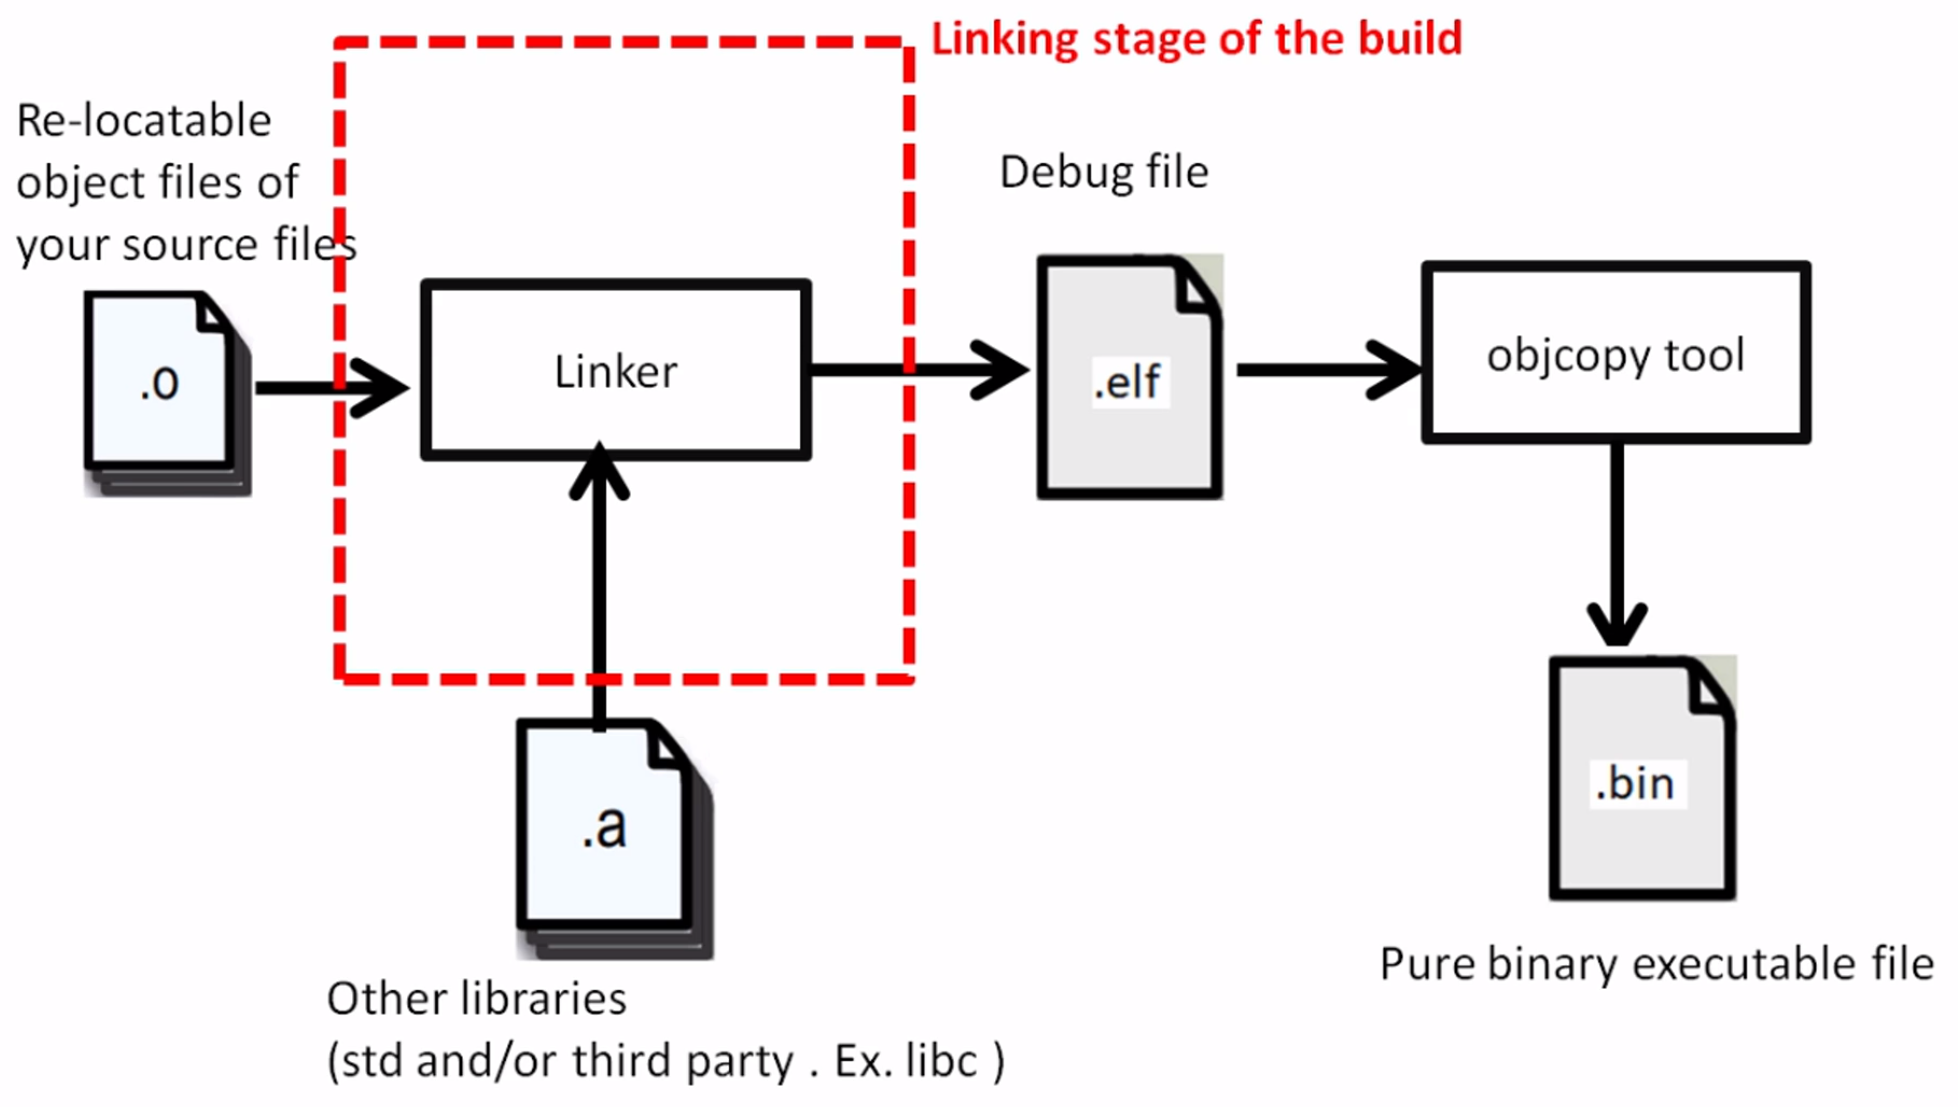 Linking stage of the build
Re-locatable
object files of
your source files
Debug file
.o
Linker
.elf
objcopy tool
.a
.bin
Pure binary executable file
Other libraries
(std and/or third party . Ex. libc )